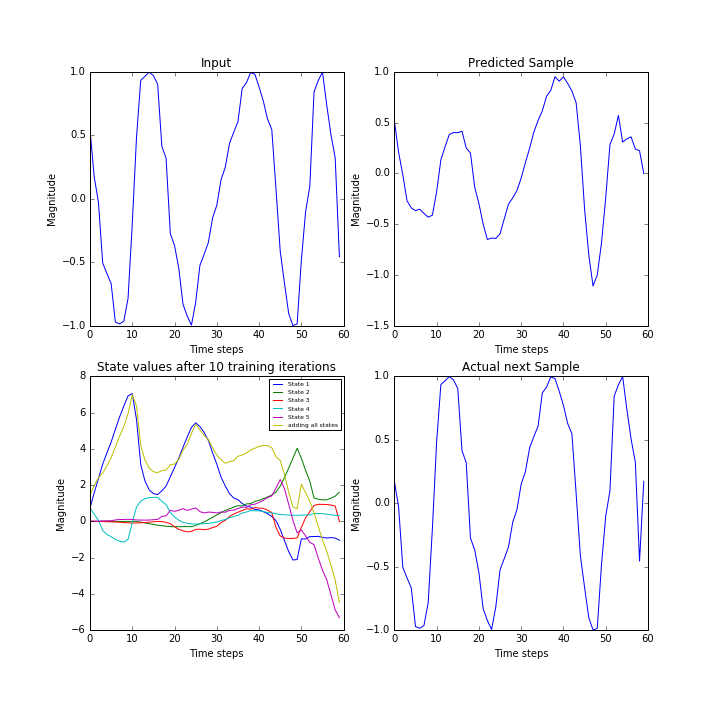 Input
Magnitude
1.0
0.5
0.0
−0.5
−1.0
0 10 20 30 40 50 60
Time steps
Predicted Sample
Magnitude
1.0
0.5
0.0
−0.5
−1.0
−1.5
0 10 20 30 40 50 60
Time steps
State values after 10 training iterations
Magnitude
8
6
4
2
0
−2
−4
−6
State 1
State 2
State 3
State 4
State 5
adding all states
0 10 20 30 40 50 60
Time steps
Actual next Sample
Magnitude
1.0
0.5
0.0
−0.5
−1.0
0 10 20 30 40 50 60
Time steps